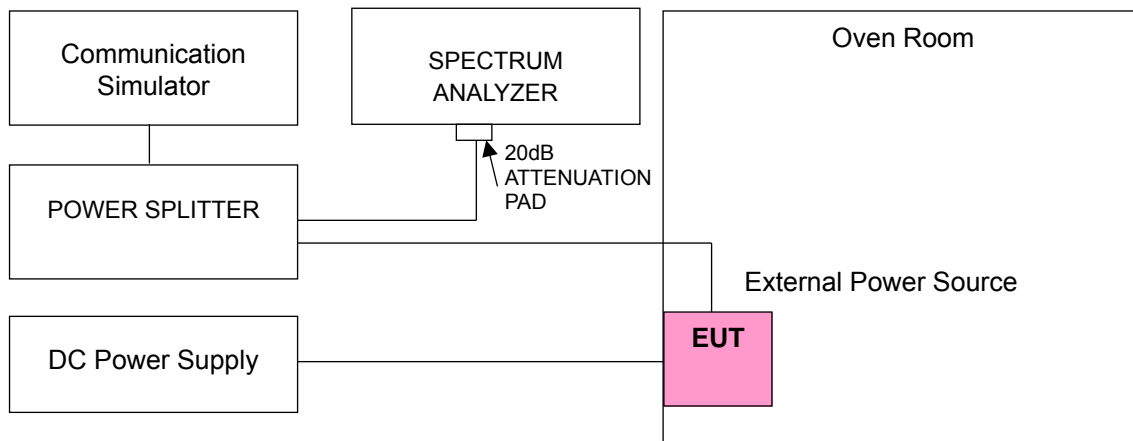 Communication
Simulator
SPECTRUM
ANALYZER
Oven Room
20dB
ATTENUATION
PAD
POWER SPLITTER
External Power Source
EUT
DC Power Supply